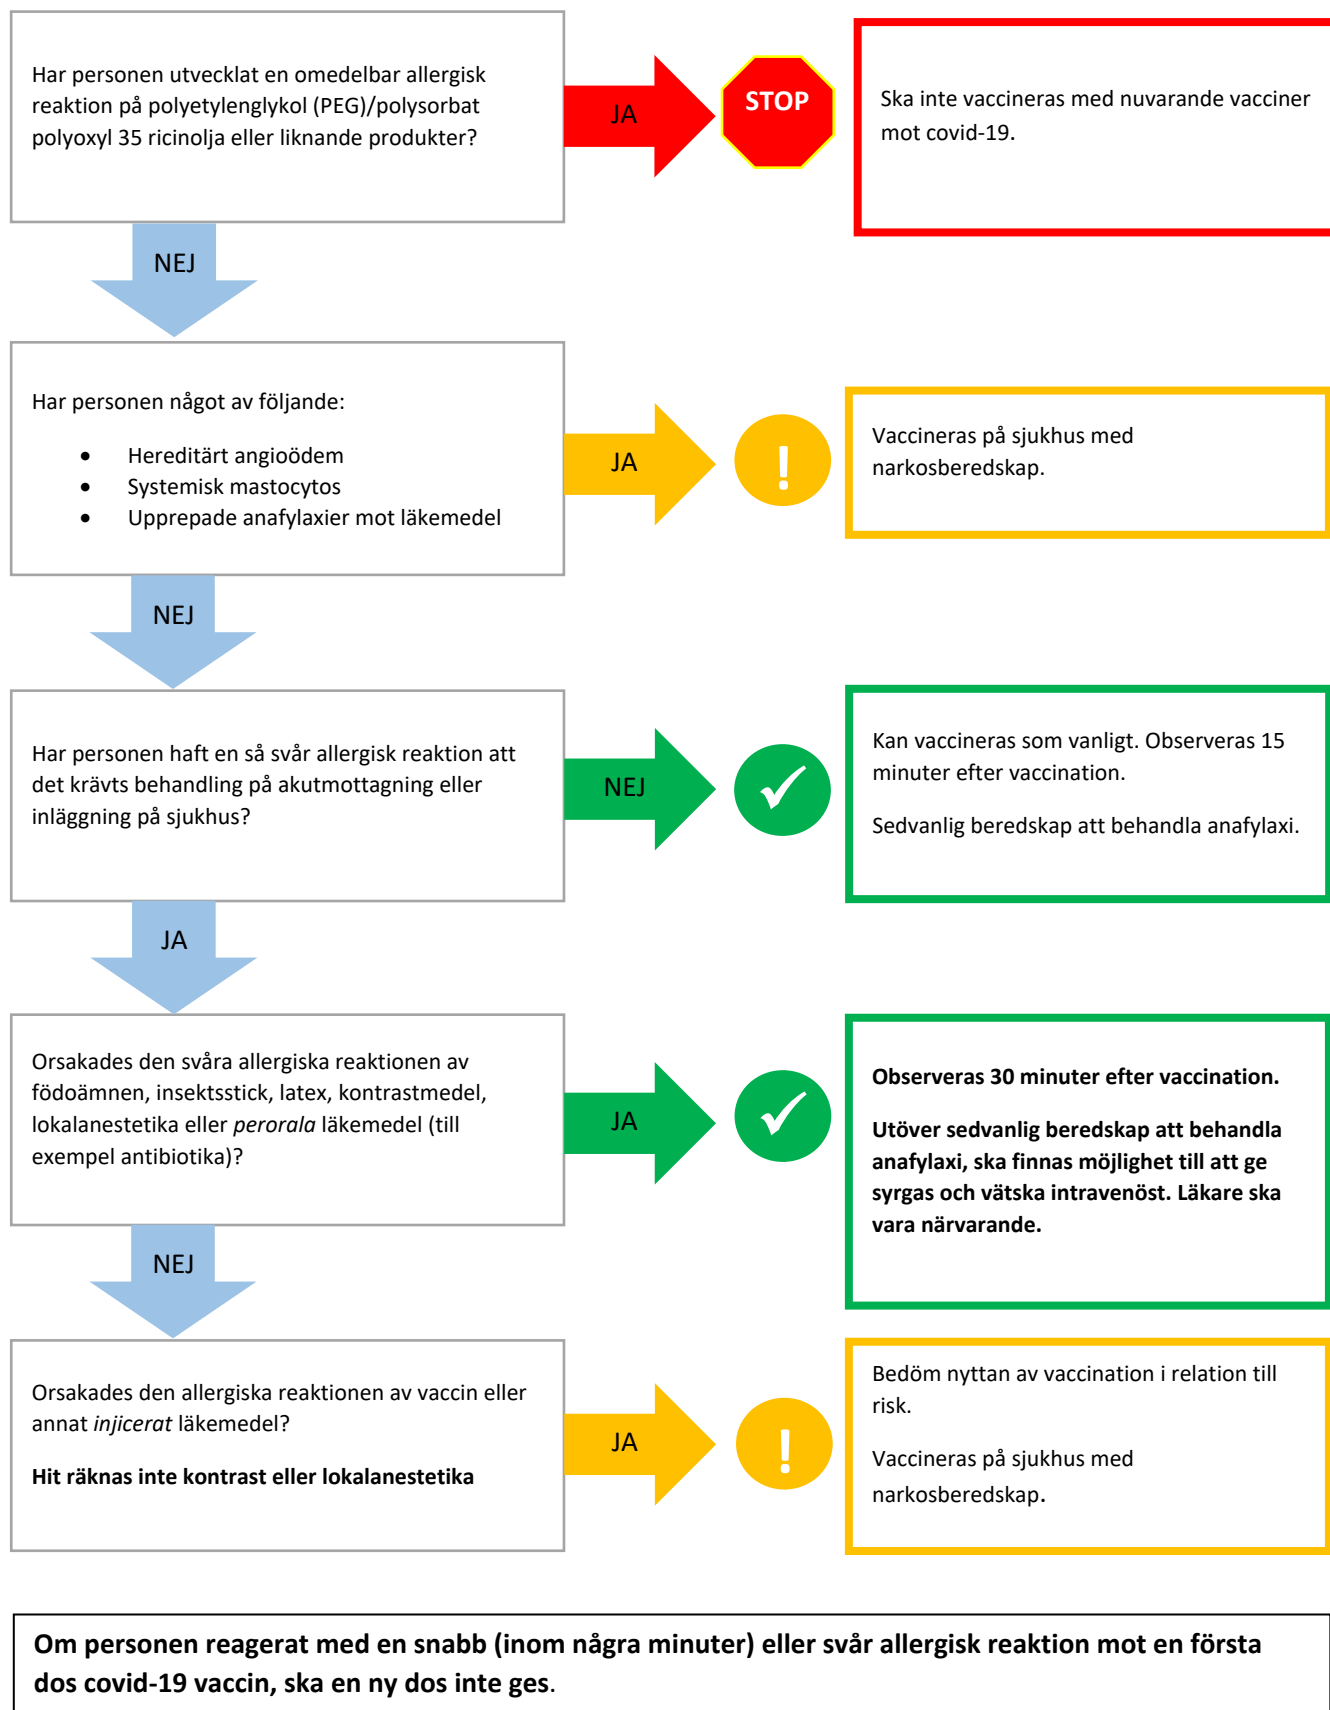 Har personen utvecklat en omedelbar allergisk
reaktion på polyetylenglykol (PEG)/polysorbat
polyoxyl 35 ricinolja eller liknande produkter?
JA
STOP
Ska inte vaccineras med nuvarande vacciner
mot covid-19.
NEJ
Har personen något av följande:
• Hereditärt angioödem
• Systemisk mastocytos
• Upprepade anafylaxier mot läkemedel
JA
!
Vaccineras på sjukhus med
narkosberedskap.
NEJ
Har personen haft en så svår allergisk reaktion att
det krävts behandling på akutmottagning eller
inläggning på sjukhus?
NEJ
Kan vaccineras som vanligt. Observeras 15
minuter efter vaccination.
Sedvanlig beredskap att behandla anafylaxi.
JA
Orsakades den svåra allergiska reaktionen av
födoämnen, insektsstick, latex, kontrastmedel,
lokalanestetika eller perorala läkemedel (till
exempel antibiotika)?
JA
Observeras 30 minuter efter vaccination.
Utöver sedvanlig beredskap att behandla
anafylaxi, ska finnas möjlighet till att ge
syrgas och vätska intravenöst. Läkare ska
vara närvarande.
NEJ
Orsakades den allergiska reaktionen av vaccin eller
annat injicerat läkemedel?
Hit räknas inte kontrast eller lokalanestetika
JA
!
Bedöm nyttan av vaccination i relation till
risk.
Vaccineras på sjukhus med
narkosberedskap.
Om personen reagerat med en snabb (inom några minuter) eller svår allergisk reaktion mot en första
dos covid-19 vaccin, ska en ny dos inte ges.